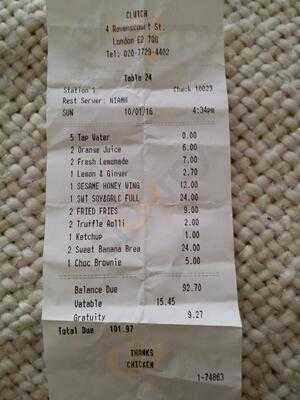 CLUTCH
4 Ravenscourt St.
London E2 7QG
Tel: 020-7729-4402
Table 24
Station 1 Check 10023
Rest Server: NIAMH
SUN 10/01/16 4:34PM
5 Tap Water 0.00
2 Orange Juice 6.00
2 Fresh Lemonade 7.00
1 Lemon & Ginger 2.70
1 SESAME HONEY WING 12.00
1 SWT SOY&GRLC FULL 24.00
2 FRIED FRIES 9.00
2 Truffle Aolli 2.00
1 Ketchup 1.00
2 Sweet Banana Brea 24.00
1 Choc Brownie 5.00
Balance Due 92.70
Vatable 15.45
Gratuity 9.27
Total Due 101.97
THANKS
CHICKEN
1-74863